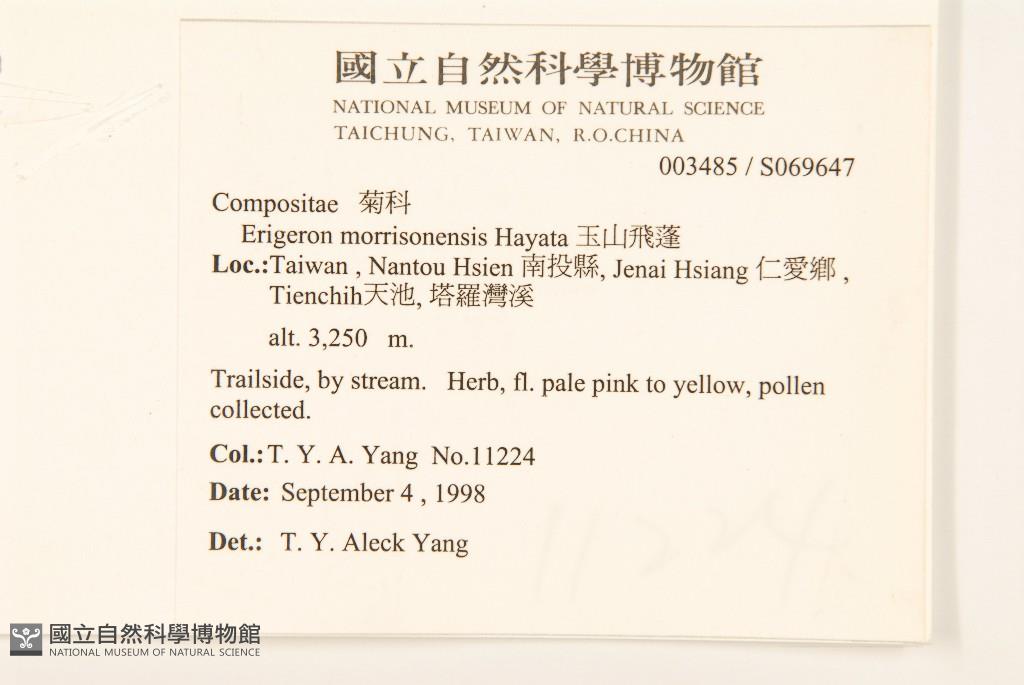 國立自然科學博物館
NATIONAL MUSEUM OF NATURAL SCIENCE
TAICHUNG, TAIWAN, R.O.CHINA
003485 / S069647
Compositae 菊科
Erigeron morrisonensis Hayata 玉山飛蓬
Loc.:Taiwan , Nantou Hsien 南投縣, Jenai Hsiang 仁愛鄉 ,
Tienchih天池, 塔羅灣溪
alt. 3,250 m.
Trailside, by stream. Herb, fl. pale pink to yellow, pollen
collected.
Col.:T. Y. A. Yang No.11224
Date: September 4 , 1998
Det.: T. Y. Aleck Yang
11224
國立自然科學博物館
NATIONAL MUSEUM OF NATURAL SCIENCE